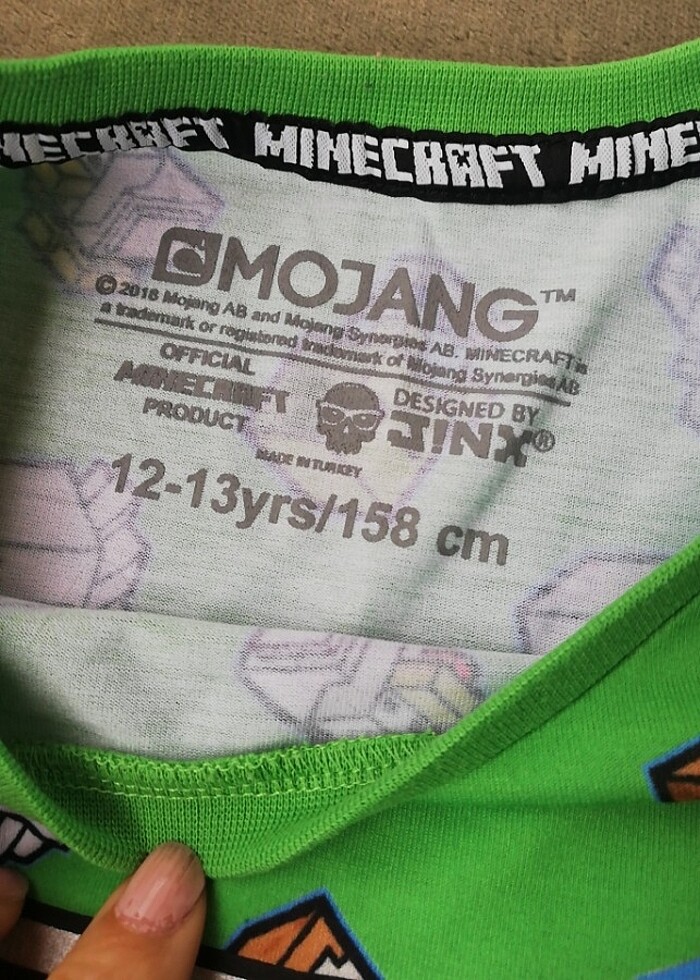 MINECRAFT MINECRAFT MINE
MOJANG™
© 2018 Mojang AB and Mojang Synergies AB. MINECRAFT is
a trademark or registered trademark of Mojang Synergies AB
OFFICIAL
MINECRAFT
PRODUCT
DESIGNED BY
J!NX®
MADE IN TURKEY
12-13yrs/158 cm